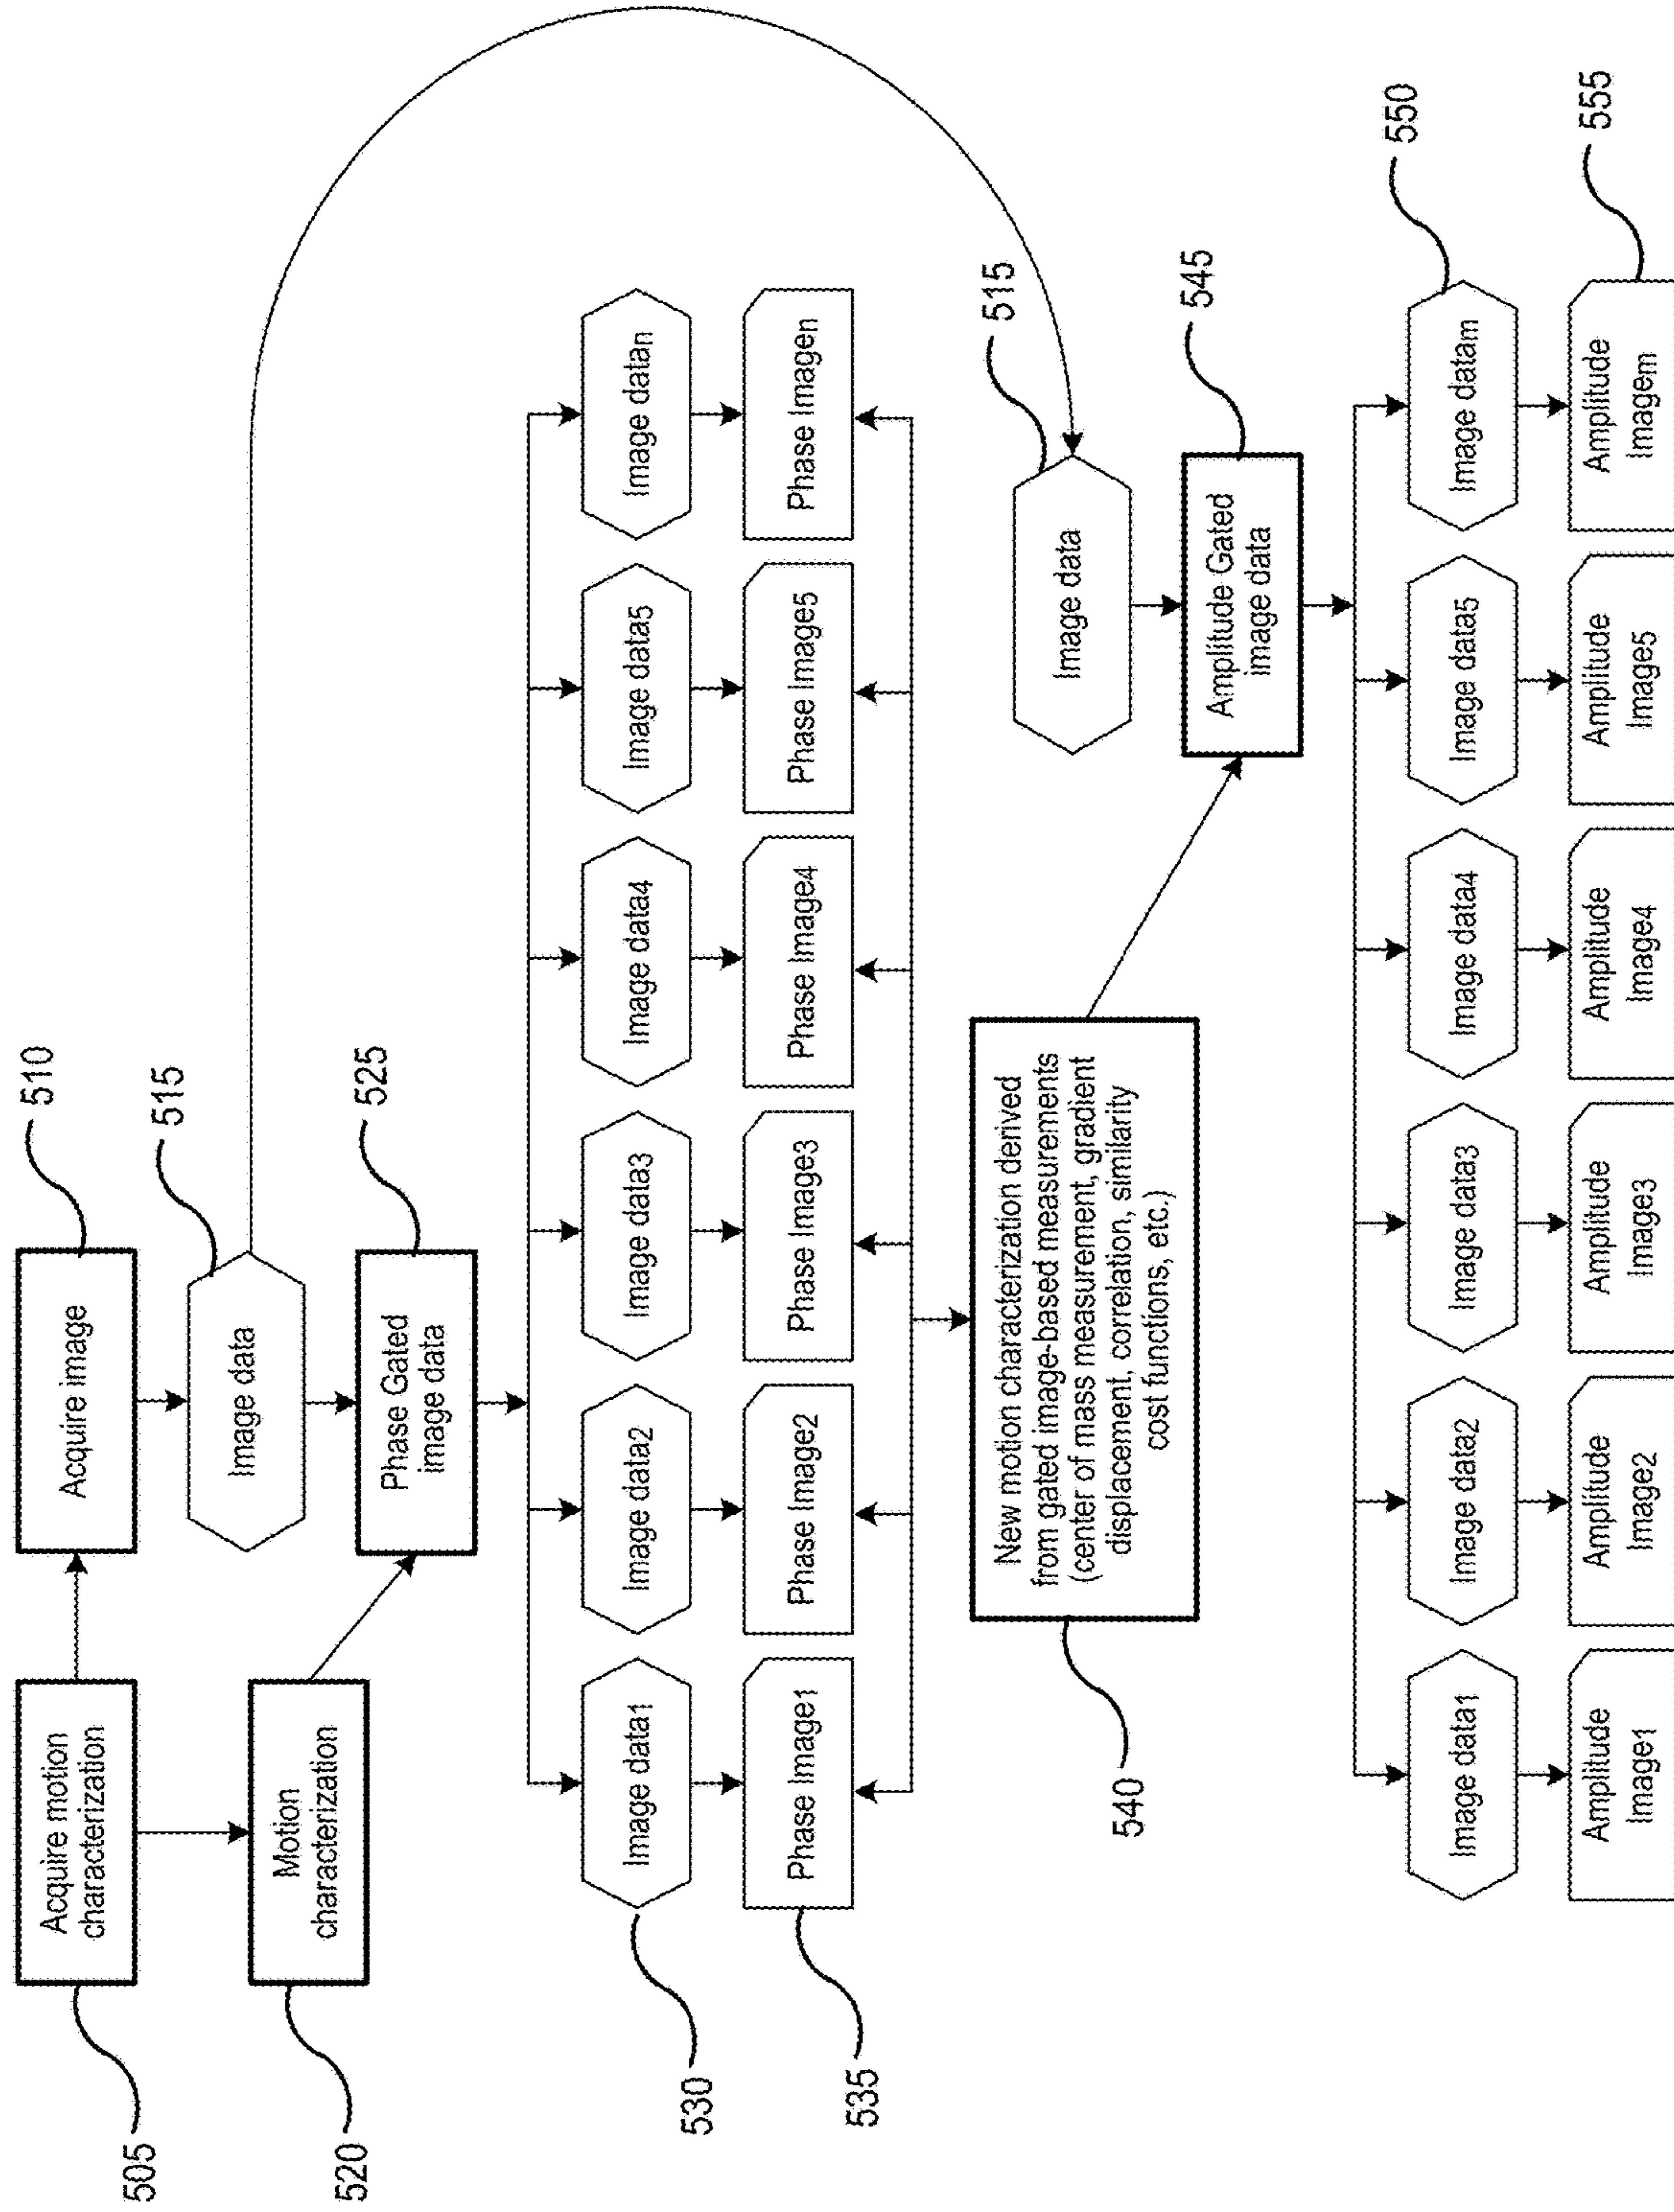 505
Acquire motion
characterization
Acquire image
510
Image data
515
520
Motion
characterization
Phase Gated
image data
525
530
Image data1
Image data2
Image data3
Image data4
Image data5
Image datan
535
Phase Image1
Phase Image2
Phase Image3
Phase Image4
Phase Image5
Phase Imagen
540
New motion characterization derived
from gated image-based measurements
(center of mass measurement, gradient
displacement, correlation, similarity
cost functions, etc.)
Image data
515
Amplitude Gated
image data
545
Image data1
Image data2
Image data3
Image data4
Image data5
Image datam
550
Amplitude
Image1
Amplitude
Image2
Amplitude
Image3
Amplitude
Image4
Amplitude
Image5
Amplitude
Imagem
555